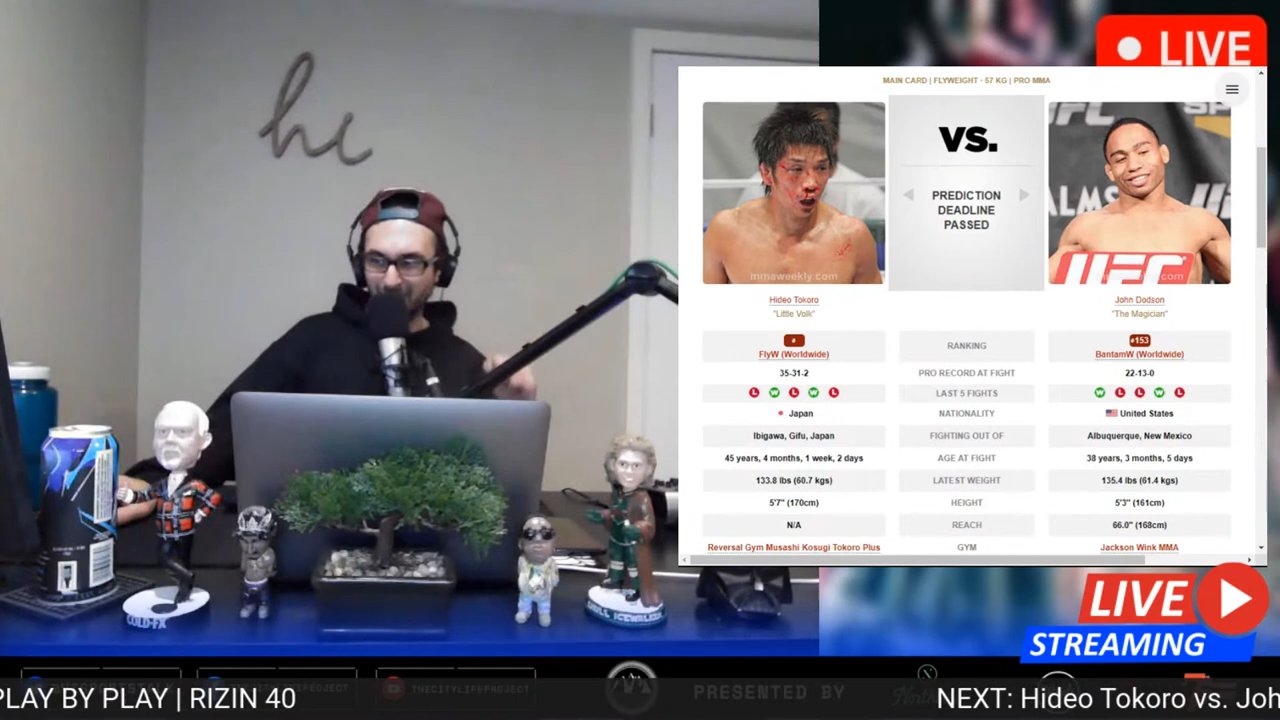 hi
LIVE
MAIN CARD | FLYWEIGHT · 57 KG | PRO MMA
VS.
PREDICTION
DEADLINE
PASSED
UFC
ALMS
UFC
mmaweekly.com
Hideo Tokoro
"Little Volk"
John Dodson
"The Magician"
#
RANKING
#153
FlyW (Worldwide)
BantamW (Worldwide)
35-31-2
PRO RECORD AT FIGHT
22-13-0
L W L W L
LAST 5 FIGHTS
W L L W L
Japan
NATIONALITY
United States
Ibigawa, Gifu, Japan
FIGHTING OUT OF
Albuquerque, New Mexico
45 years, 4 months, 1 week, 2 days
AGE AT FIGHT
38 years, 3 months, 5 days
133.8 lbs (60.7 kgs)
LATEST WEIGHT
135.4 lbs (61.4 kgs)
5'7" (170cm)
HEIGHT
5'3" (161cm)
N/A
REACH
66.0" (168cm)
Reversal Gym Musashi Kosugi Tokoro Plus
GYM
Jackson Wink MMA
COLD-FX
LIVE
STREAMING
THECITYLIFEPROJECT
PRESENTED BY
PLAY BY PLAY | RIZIN 40
NEXT: Hideo Tokoro vs. Joh